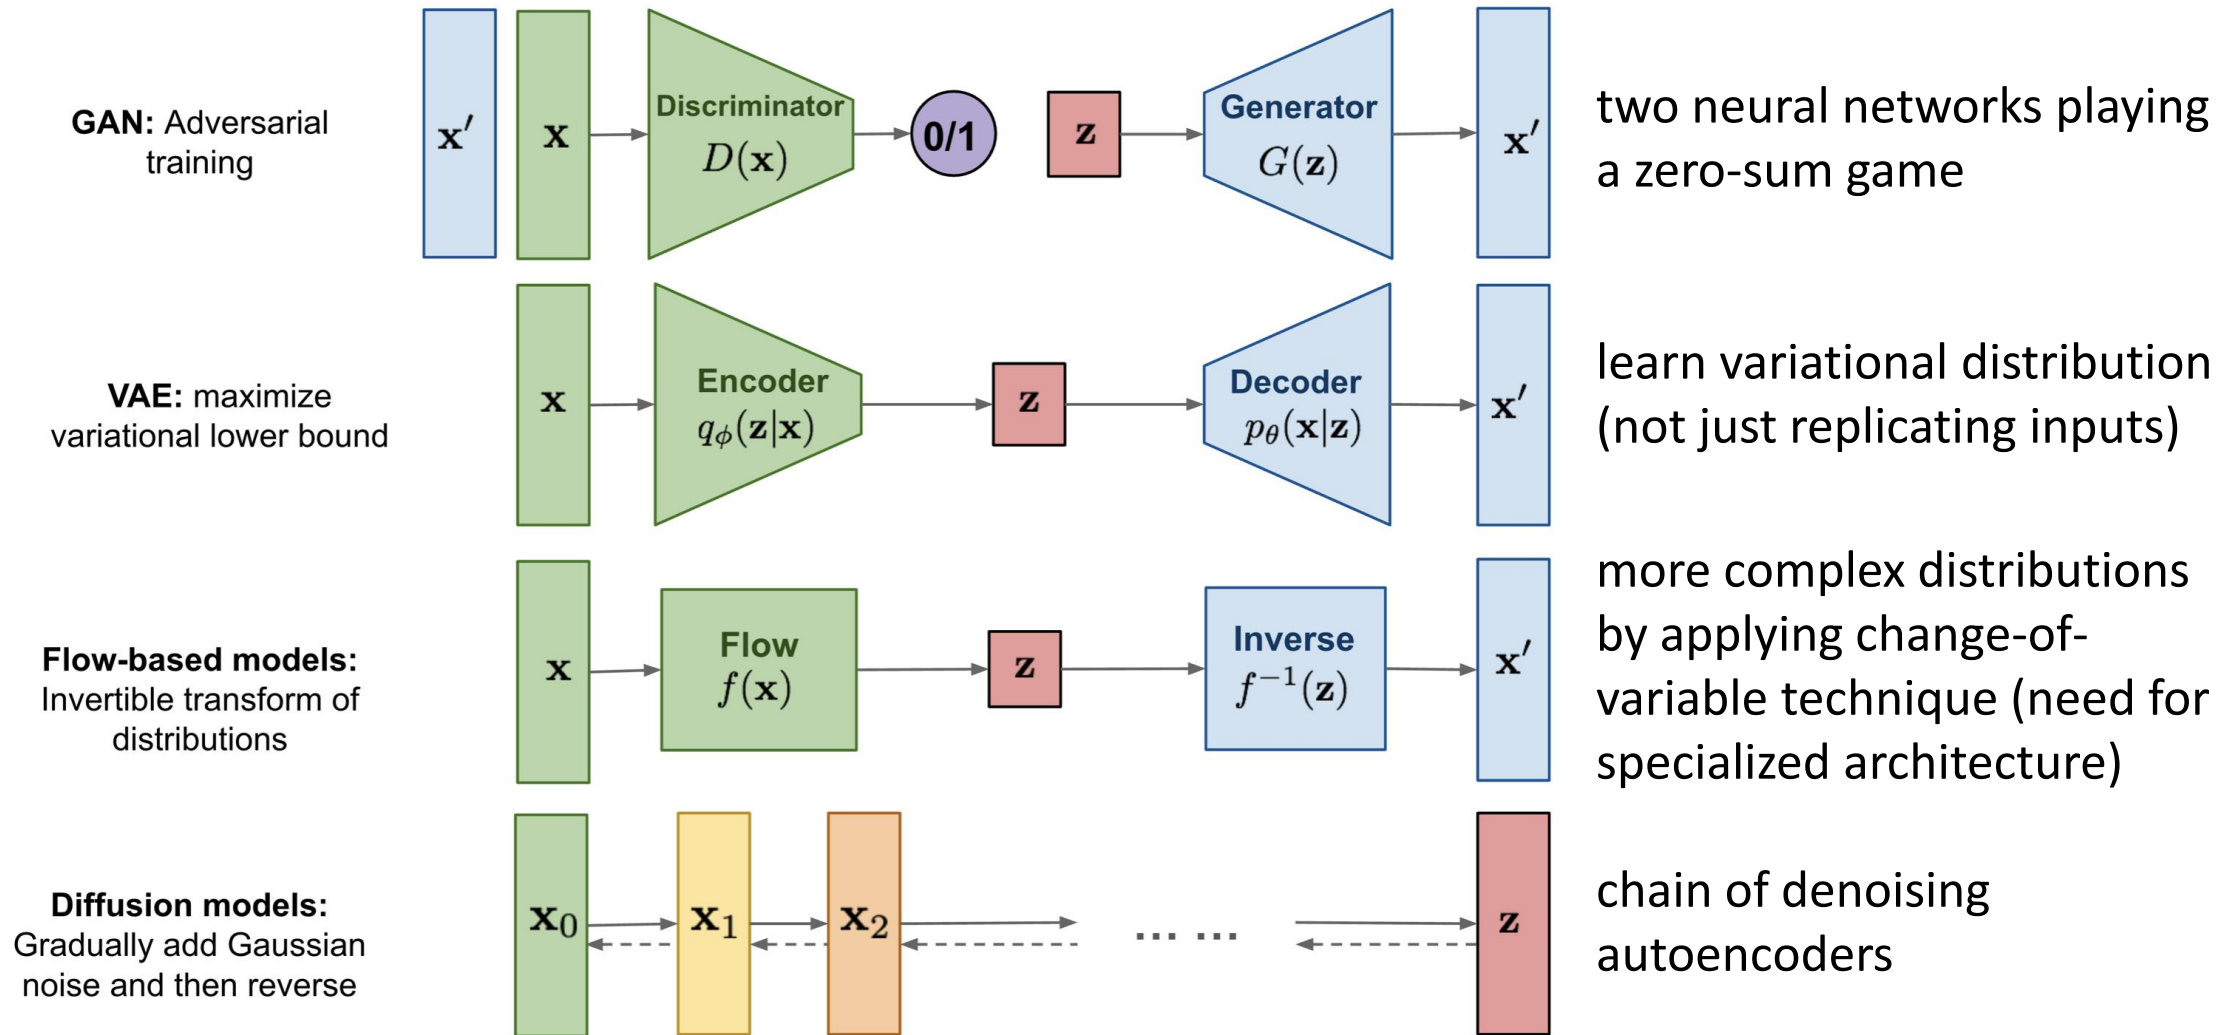 GAN: Adversarial
training
x′
x
Discriminator
D(x)
0/1
z
Generator
G(z)
x′
two neural networks playing
a zero-sum game
VAE: maximize
variational lower bound
x
Encoder
qϕ(z|x)
z
Decoder
pθ(x|z)
x′
learn variational distribution
(not just replicating inputs)
Flow-based models:
Invertible transform of
distributions
x
Flow
f(x)
z
Inverse
f⁻¹(z)
x′
more complex distributions
by applying change-of-
variable technique (need for
specialized architecture)
Diffusion models:
Gradually add Gaussian
noise and then reverse
x₀
x₁
x₂
... ...
z
chain of denoising
autoencoders